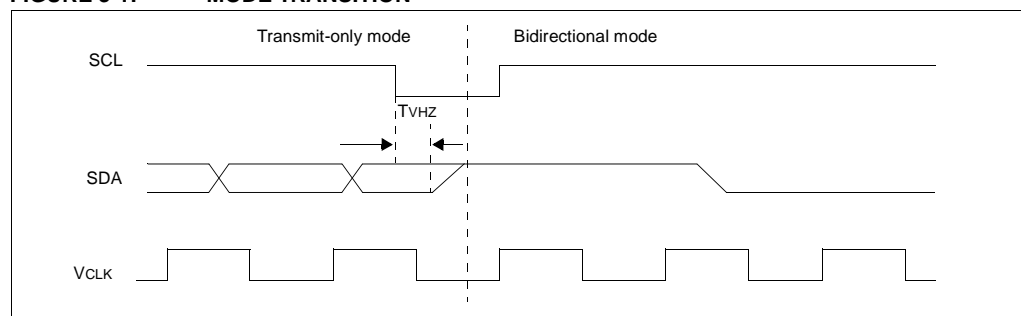 FIGURE 3-1: MODE TRANSITION
Transmit-only mode
Bidirectional mode
SCL
TVHZ
SDA
VCLK